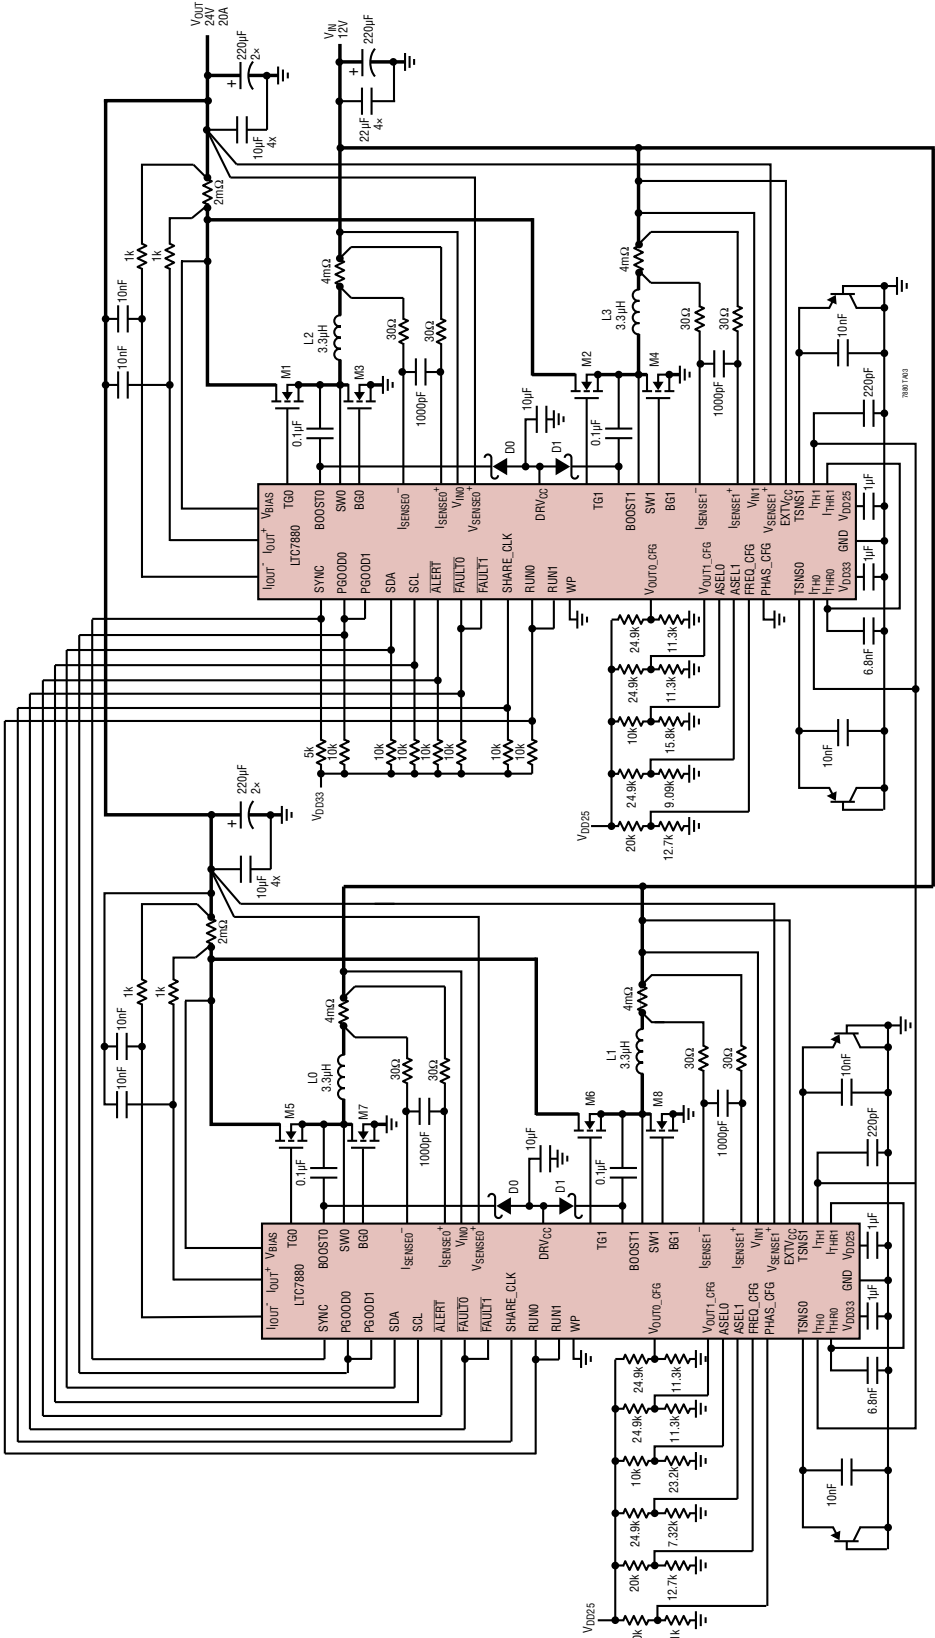 VOUT
24V
20A
220µF
2×
10µF
4x
VIN
12V
220µF
22µF
4×
2mΩ
1k
1k
10nF
10nF
4mΩ
L2
3.3µH
30Ω
30Ω
1000pF
M1
M3
0.1µF
D0
10µF
D1
4mΩ
L3
3.3µH
30Ω
30Ω
1000pF
M2
M4
0.1µF
10nF
220pF
7880 TA03
VBIAS
IOUT+
IOUT–
LTC7880
TG0
BOOST0
SW0
BG0
ISENSE0–
ISENSE0+
VIN0
VSENSE0+
DRVCC
TG1
BOOST1
SW1
BG1
ISENSE1–
ISENSE1+
VIN1
VSENSE1+
EXTVCC
TSNS1
ITH1
ITHR1
VDD25
1µF
GND
VDD33
1µF
SYNC
PGOOD0
PGOOD1
SDA
SCL
ALERT
FAULT0
FAULT1
SHARE_CLK
RUN0
RUN1
WP
VOUT0_CFG
VOUT1_CFG
ASEL0
ASEL1
FREQ_CFG
PHAS_CFG
TSNS0
ITH0
ITHR0
5k
10k
10k
10k
10k
10k
10k
10k
VDD33
24.9k
11.3k
24.9k
11.3k
10k
15.8k
24.9k
9.09k
20k
12.7k
VDD25
6.8nF
10nF
220µF
2×
10µF
4x
2mΩ
1k
1k
10nF
10nF
4mΩ
L0
3.3µH
30Ω
30Ω
1000pF
M5
M7
0.1µF
D0
10µF
D1
4mΩ
L1
3.3µH
30Ω
30Ω
1000pF
M6
M8
0.1µF
10nF
220pF
VBIAS
IOUT+
IOUT–
LTC7880
TG0
BOOST0
SW0
BG0
ISENSE0–
ISENSE0+
VIN0
VSENSE0+
DRVCC
TG1
BOOST1
SW1
BG1
ISENSE1–
ISENSE1+
VIN1
VSENSE1+
EXTVCC
TSNS1
ITH1
ITHR1
VDD25
1µF
GND
VDD33
1µF
SYNC
PGOOD0
PGOOD1
SDA
SCL
ALERT
FAULT0
FAULT1
SHARE_CLK
RUN0
RUN1
WP
VOUT0_CFG
VOUT1_CFG
ASEL0
ASEL1
FREQ_CFG
PHAS_CFG
TSNS0
ITH0
ITHR0
24.9k
11.3k
24.9k
11.3k
10k
23.2k
24.9k
7.32k
20k
12.7k
VDD25
6.8nF
10nF